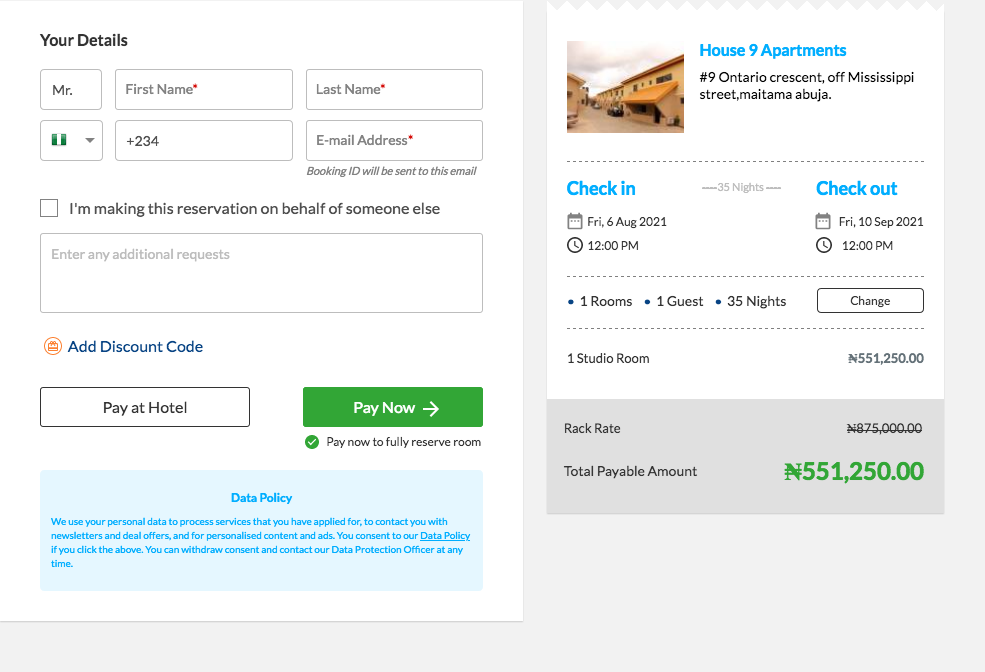 Your Details
Mr.
First Name*
Last Name*
+234
E-mail Address*
Booking ID will be sent to this email
I'm making this reservation on behalf of someone else
Enter any additional requests
Add Discount Code
Pay at Hotel
Pay Now →
Pay now to fully reserve room
Data Policy
We use your personal data to process services that you have applied for, to contact you with
newsletters and deal offers, and for personalised content and ads. You consent to our Data Policy
if you click the above. You can withdraw consent and contact our Data Protection Officer at any
time.
House 9 Apartments
#9 Ontario crescent, off Mississippi
street,maitama abuja.
Check in
----35 Nights ----
Check out
Fri, 6 Aug 2021
Fri, 10 Sep 2021
12:00 PM
12:00 PM
• 1 Rooms • 1 Guest • 35 Nights
Change
1 Studio Room
₦551,250.00
Rack Rate
₦875,000.00
Total Payable Amount
₦551,250.00